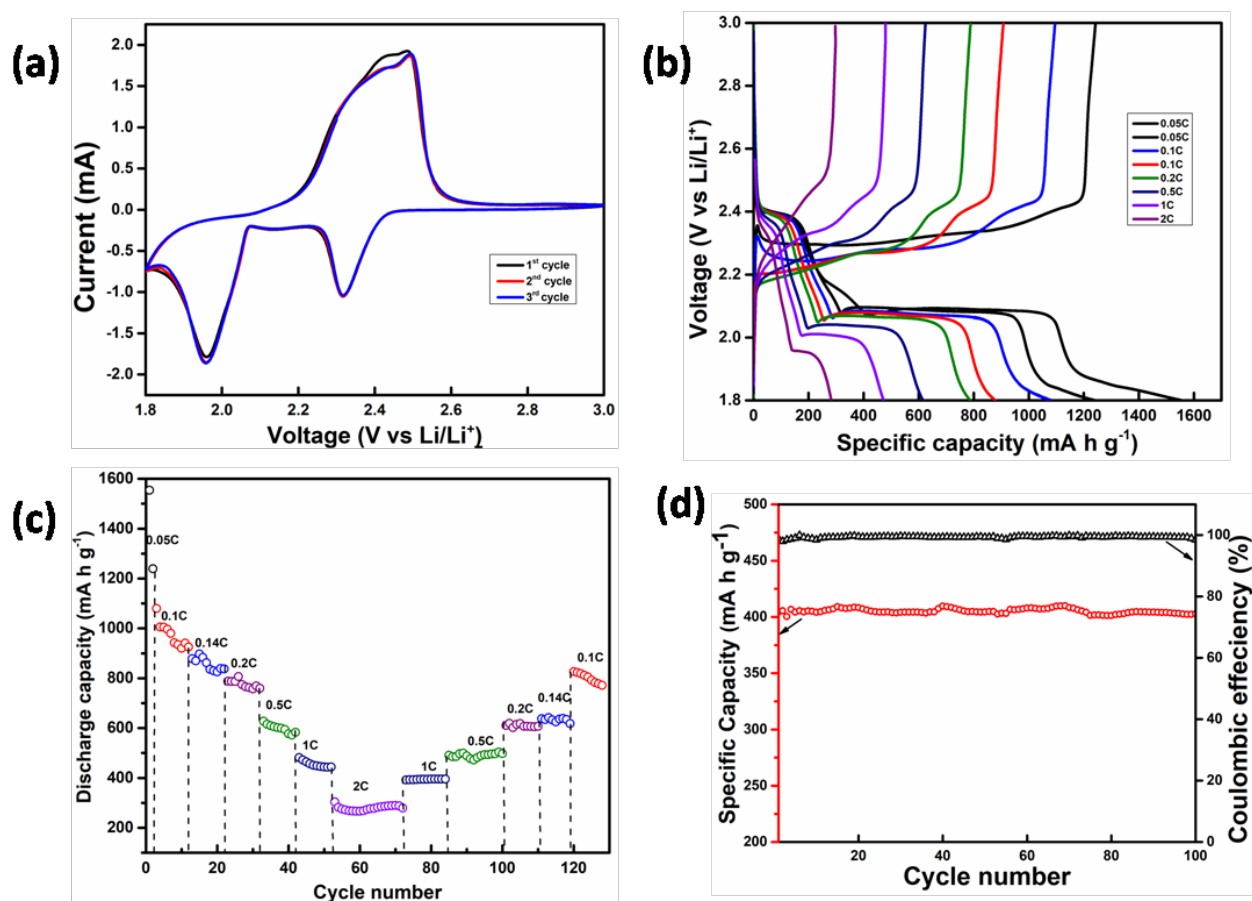 (a)
2.0
1.5
1.0
0.5
0.0
-0.5
-1.0
-1.5
-2.0
Current (mA)
1st cycle
2nd cycle
3rd cycle
1.8 2.0 2.2 2.4 2.6 2.8 3.0
Voltage (V vs Li/Li+)
(b)
3.0
2.8
2.6
2.4
2.2
2.0
1.8
Voltage (V vs Li/Li+)
0.05C
0.05C
0.1C
0.1C
0.2C
0.5C
1C
2C
0 200 400 600 800 1000 1200 1400 1600
Specific capacity (mA h g-1)
(c)
1600
1400
1200
1000
800
600
400
200
Discharge capacity (mA h g-1)
0.05C
0.1C
0.14C
0.2C
0.5C
1C
2C
1C
0.5C
0.2C
0.14C
0.1C
0 20 40 60 80 100 120
Cycle number
(d)
500
475
450
425
400
375
350
300
250
200
Specific Capacity (mA h g-1)
100
80
60
40
20
0
Coulombic effeciency (%)
20 40 60 80 100
Cycle number